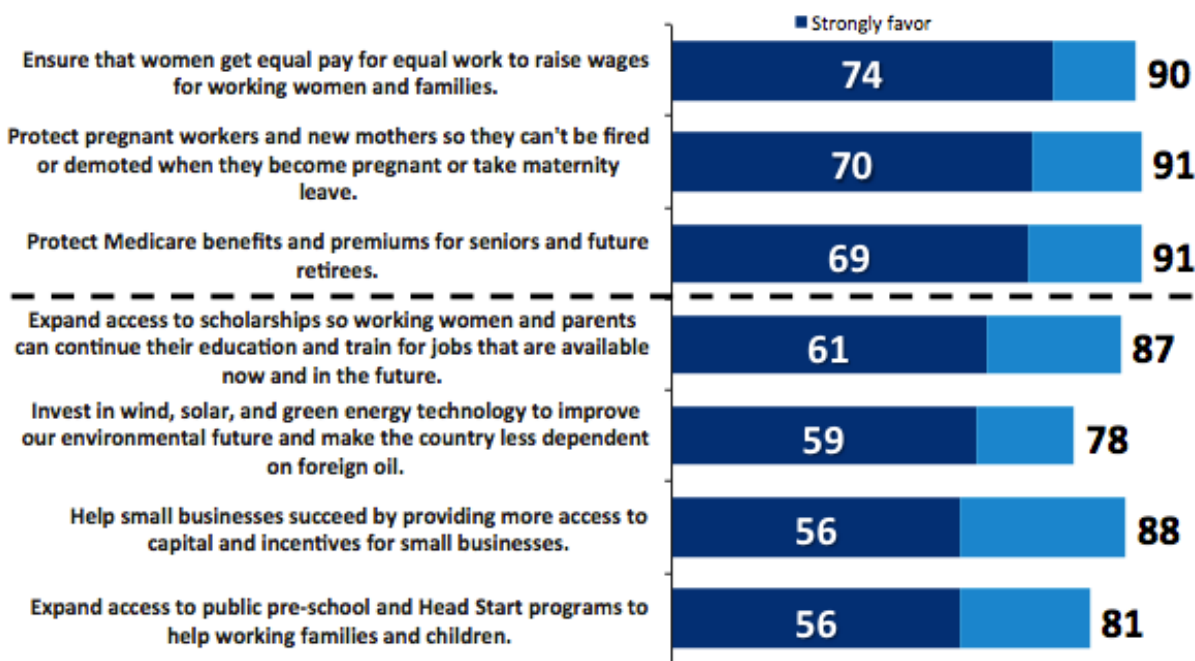 Strongly favor
Ensure that women get equal pay for equal work to raise wages
for working women and families.
74
90
Protect pregnant workers and new mothers so they can't be fired
or demoted when they become pregnant or take maternity
leave.
70
91
Protect Medicare benefits and premiums for seniors and future
retirees.
69
91
Expand access to scholarships so working women and parents
can continue their education and train for jobs that are available
now and in the future.
61
87
Invest in wind, solar, and green energy technology to improve
our environmental future and make the country less dependent
on foreign oil.
59
78
Help small businesses succeed by providing more access to
capital and incentives for small businesses.
56
88
Expand access to public pre-school and Head Start programs to
help working families and children.
56
81